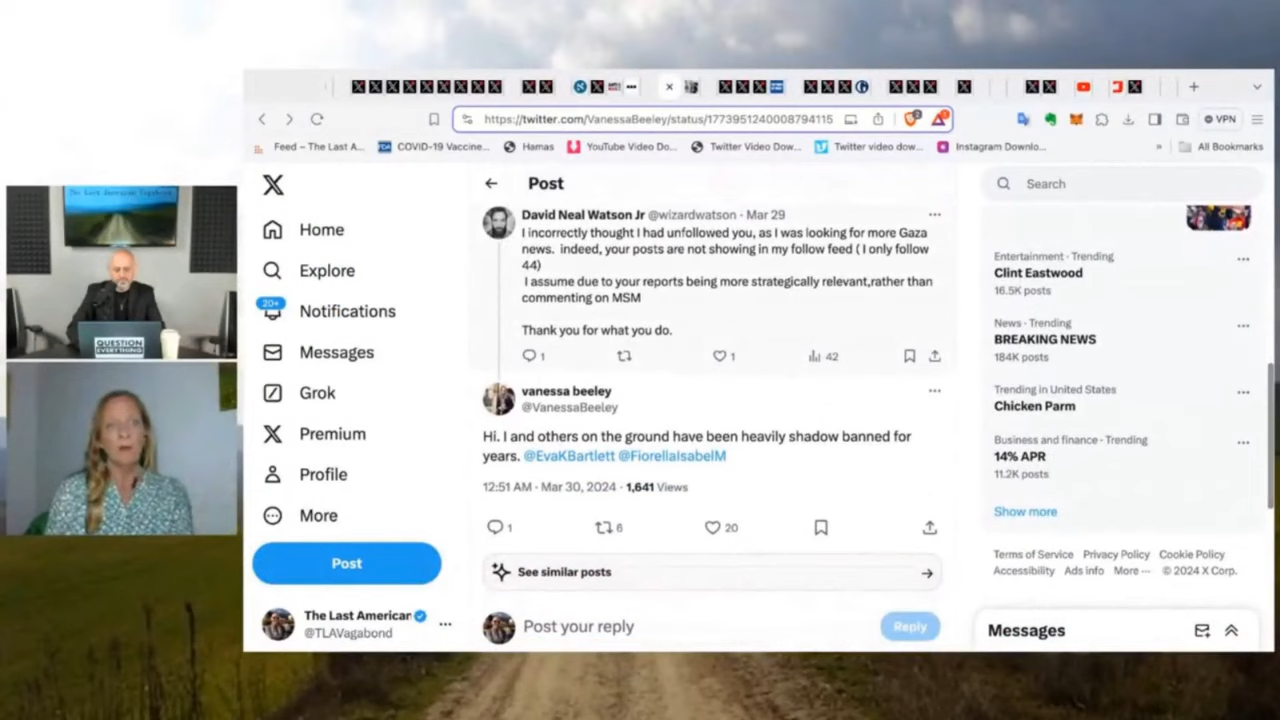 The Last American Vagabond
QUESTION
EVERYTHING
https://twitter.com/VanessaBeeley/status/1773951240008794115
VPN
Feed – The Last A...
COVID-19 Vaccine...
Hamas
YouTube Video Do...
Twitter Video Dow...
Twitter video dow...
Instagram Downlo...
»
All Bookmarks
Home
Explore
20+
Notifications
Messages
Grok
Premium
Profile
More
Post
The Last American
@TLAVagabond
Post
David Neal Watson Jr @wizardwatson · Mar 29
I incorrectly thought I had unfollowed you, as I was looking for more Gaza
news. indeed, your posts are not showing in my follow feed ( I only follow
44)
I assume due to your reports being more strategically relevant,rather than
commenting on MSM
Thank you for what you do.
1
1
42
vanessa beeley
@VanessaBeeley
Hi. I and others on the ground have been heavily shadow banned for
years. @EvaKBartlett @FiorellaIsabelM
12:51 AM · Mar 30, 2024 · 1,641 Views
1
6
20
See similar posts
Post your reply
Reply
Search
Entertainment · Trending
Clint Eastwood
16.5K posts
News · Trending
BREAKING NEWS
184K posts
Trending in United States
Chicken Parm
Business and finance · Trending
14% APR
11.2K posts
Show more
Terms of Service Privacy Policy Cookie Policy
Accessibility Ads info More ··· © 2024 X Corp.
Messages